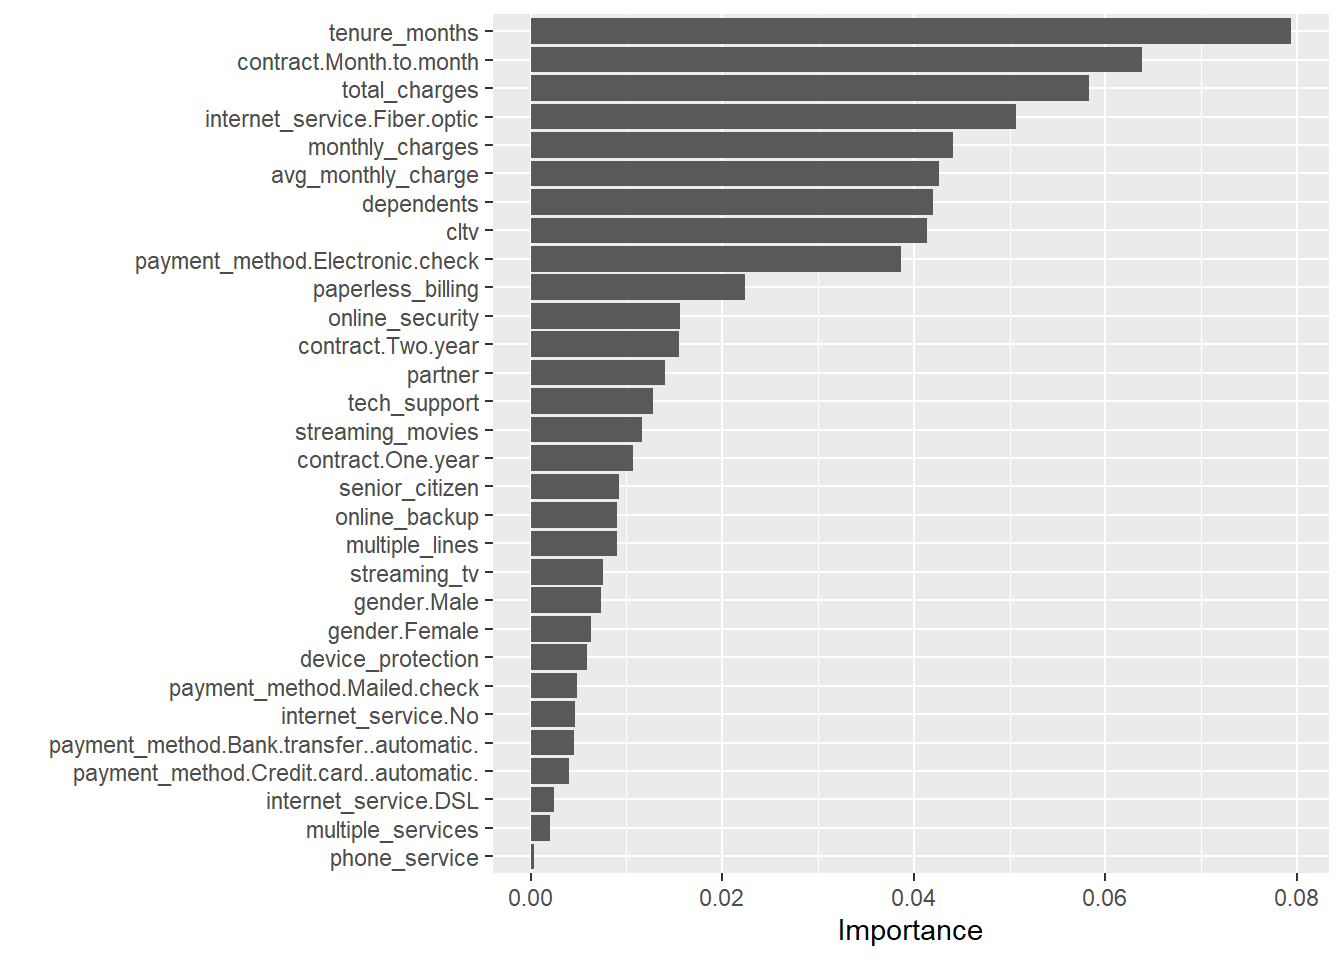 tenure_months
contract.Month.to.month
total_charges
internet_service.Fiber.optic
monthly_charges
avg_monthly_charge
dependents
cltv
payment_method.Electronic.check
paperless_billing
online_security
contract.Two.year
partner
tech_support
streaming_movies
contract.One.year
senior_citizen
online_backup
multiple_lines
streaming_tv
gender.Male
gender.Female
device_protection
payment_method.Mailed.check
internet_service.No
payment_method.Bank.transfer..automatic.
payment_method.Credit.card..automatic.
internet_service.DSL
multiple_services
phone_service
0.00 0.02 0.04 0.06 0.08
Importance